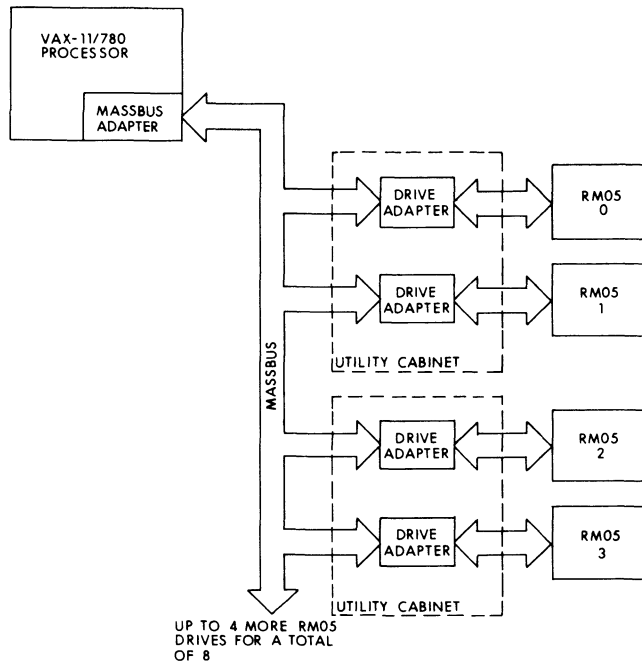 VAX-11/780
PROCESSOR
MASSBUS
ADAPTER
DRIVE
ADAPTER
RM05
0
DRIVE
ADAPTER
RM05
1
UTILITY CABINET
MASSBUS
DRIVE
ADAPTER
RM05
2
DRIVE
ADAPTER
RM05
3
UTILITY CABINET
UP TO 4 MORE RM05
DRIVES FOR A TOTAL
OF 8